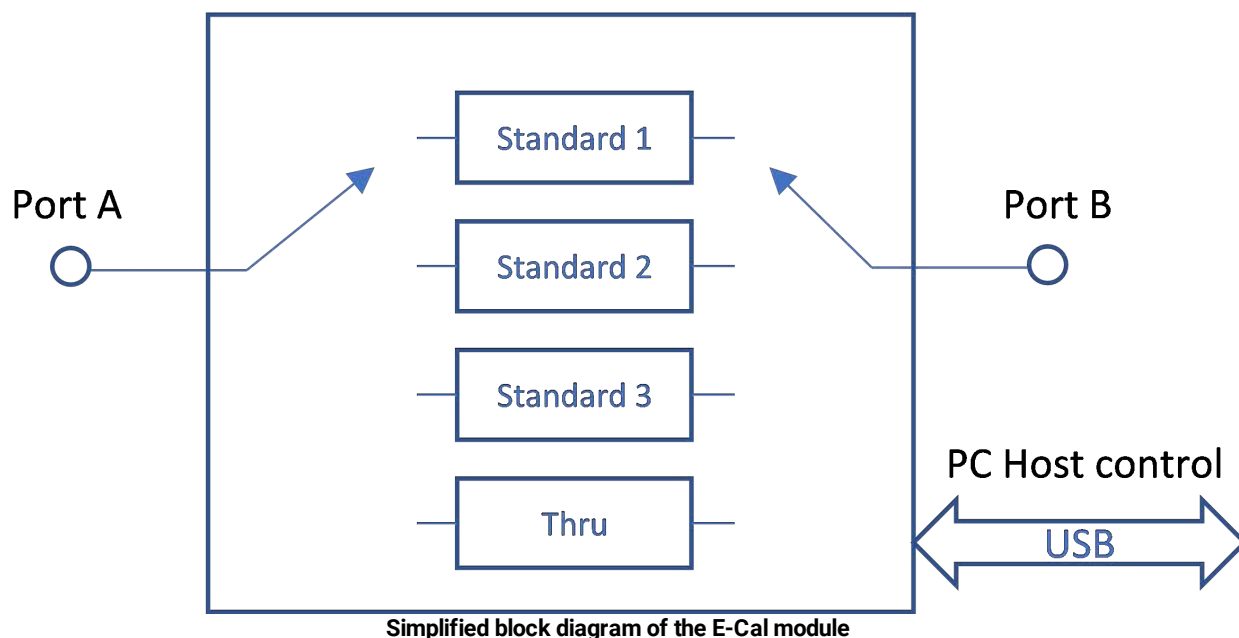 Standard 1
Port A
Port B
Standard 2
Standard 3
PC Host control
Thru
USB
Simplified block diagram of the E-Cal module